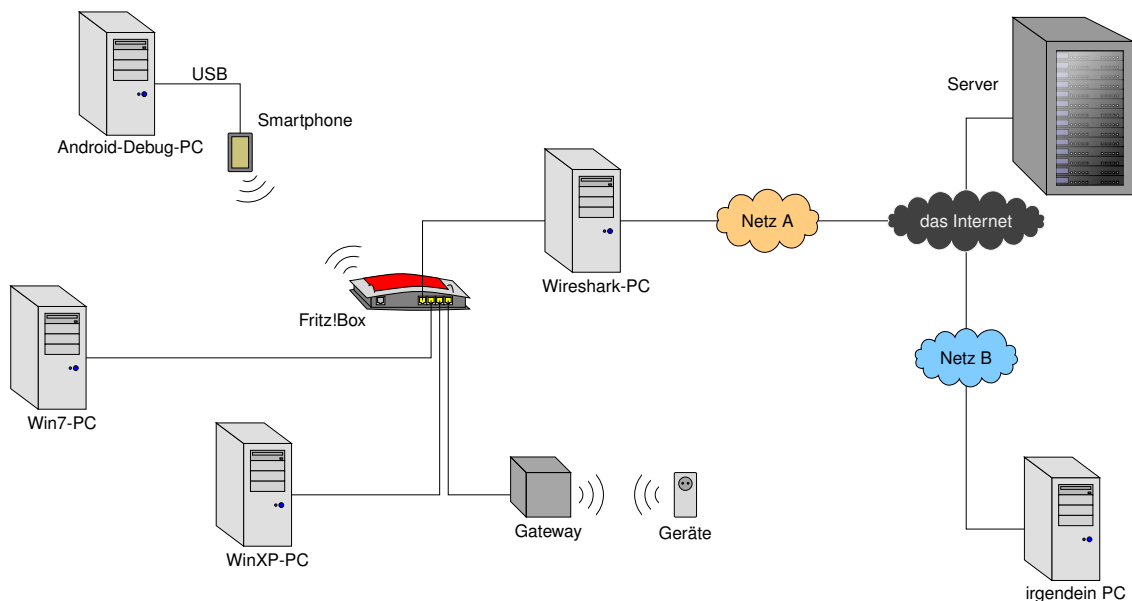 Server
USB
Smartphone
Android-Debug-PC
Netz A
das Internet
Wireshark-PC
Fritz!Box
Netz B
Win7-PC
Gateway
Geräte
WinXP-PC
irgendein PC